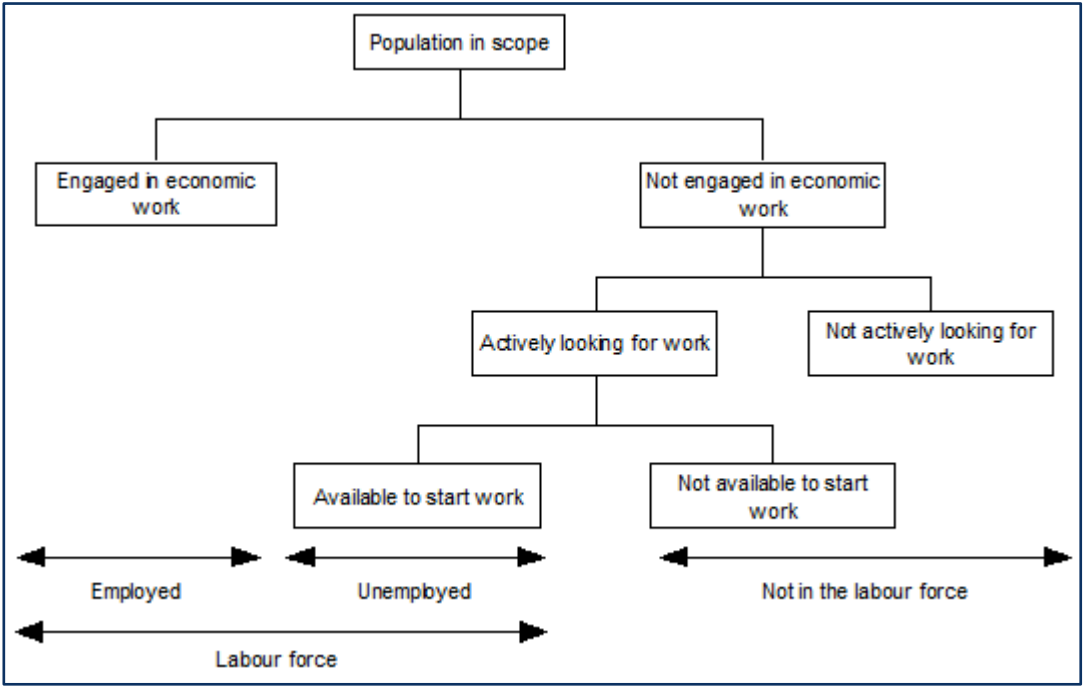 Population in scope
Engaged in economic
work
Not engaged in economic
work
Actively looking for work
Not actively looking for
work
Available to start work
Not available to start
work
Employed
Unemployed
Not in the labour force
Labour force